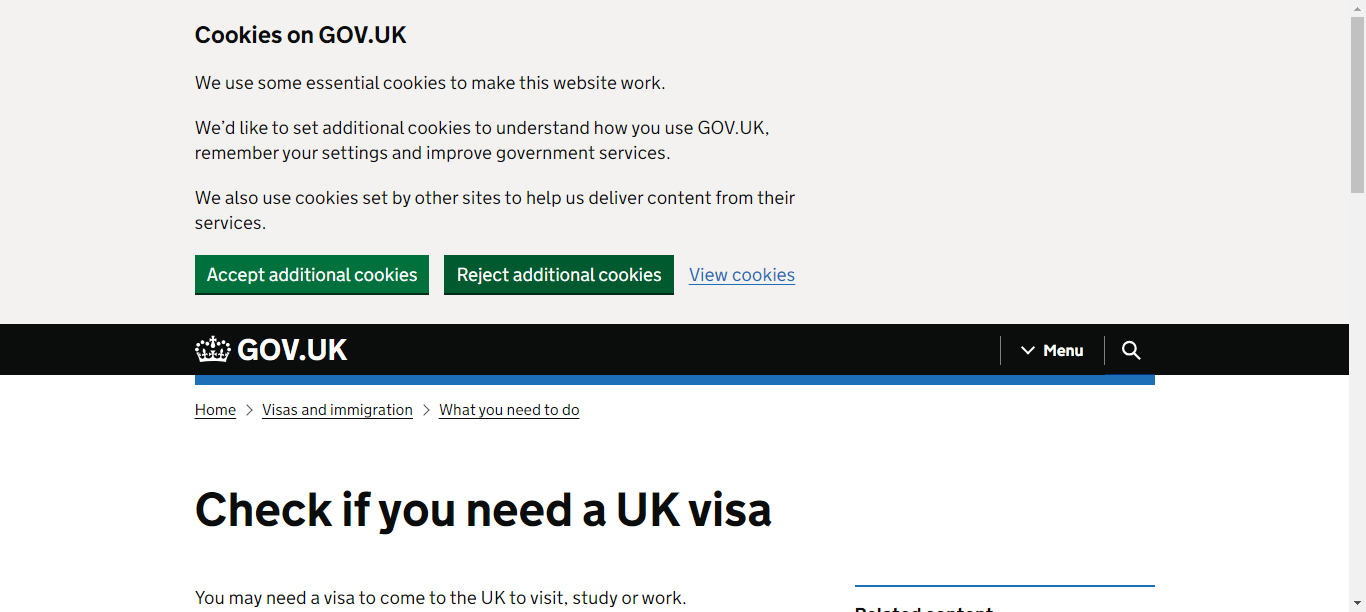 Cookies on GOV.UK
We use some essential cookies to make this website work.
We'd like to set additional cookies to understand how you use GOV.UK,
remember your settings and improve government services.
We also use cookies set by other sites to help us deliver content from their
services.
Accept additional cookies Reject additional cookies View cookies
GOV.UK Menu
Home Visas and immigration What you need to do
Check if you need a UK visa
You may need a visa to come to the UK to visit, study or work.
Related content